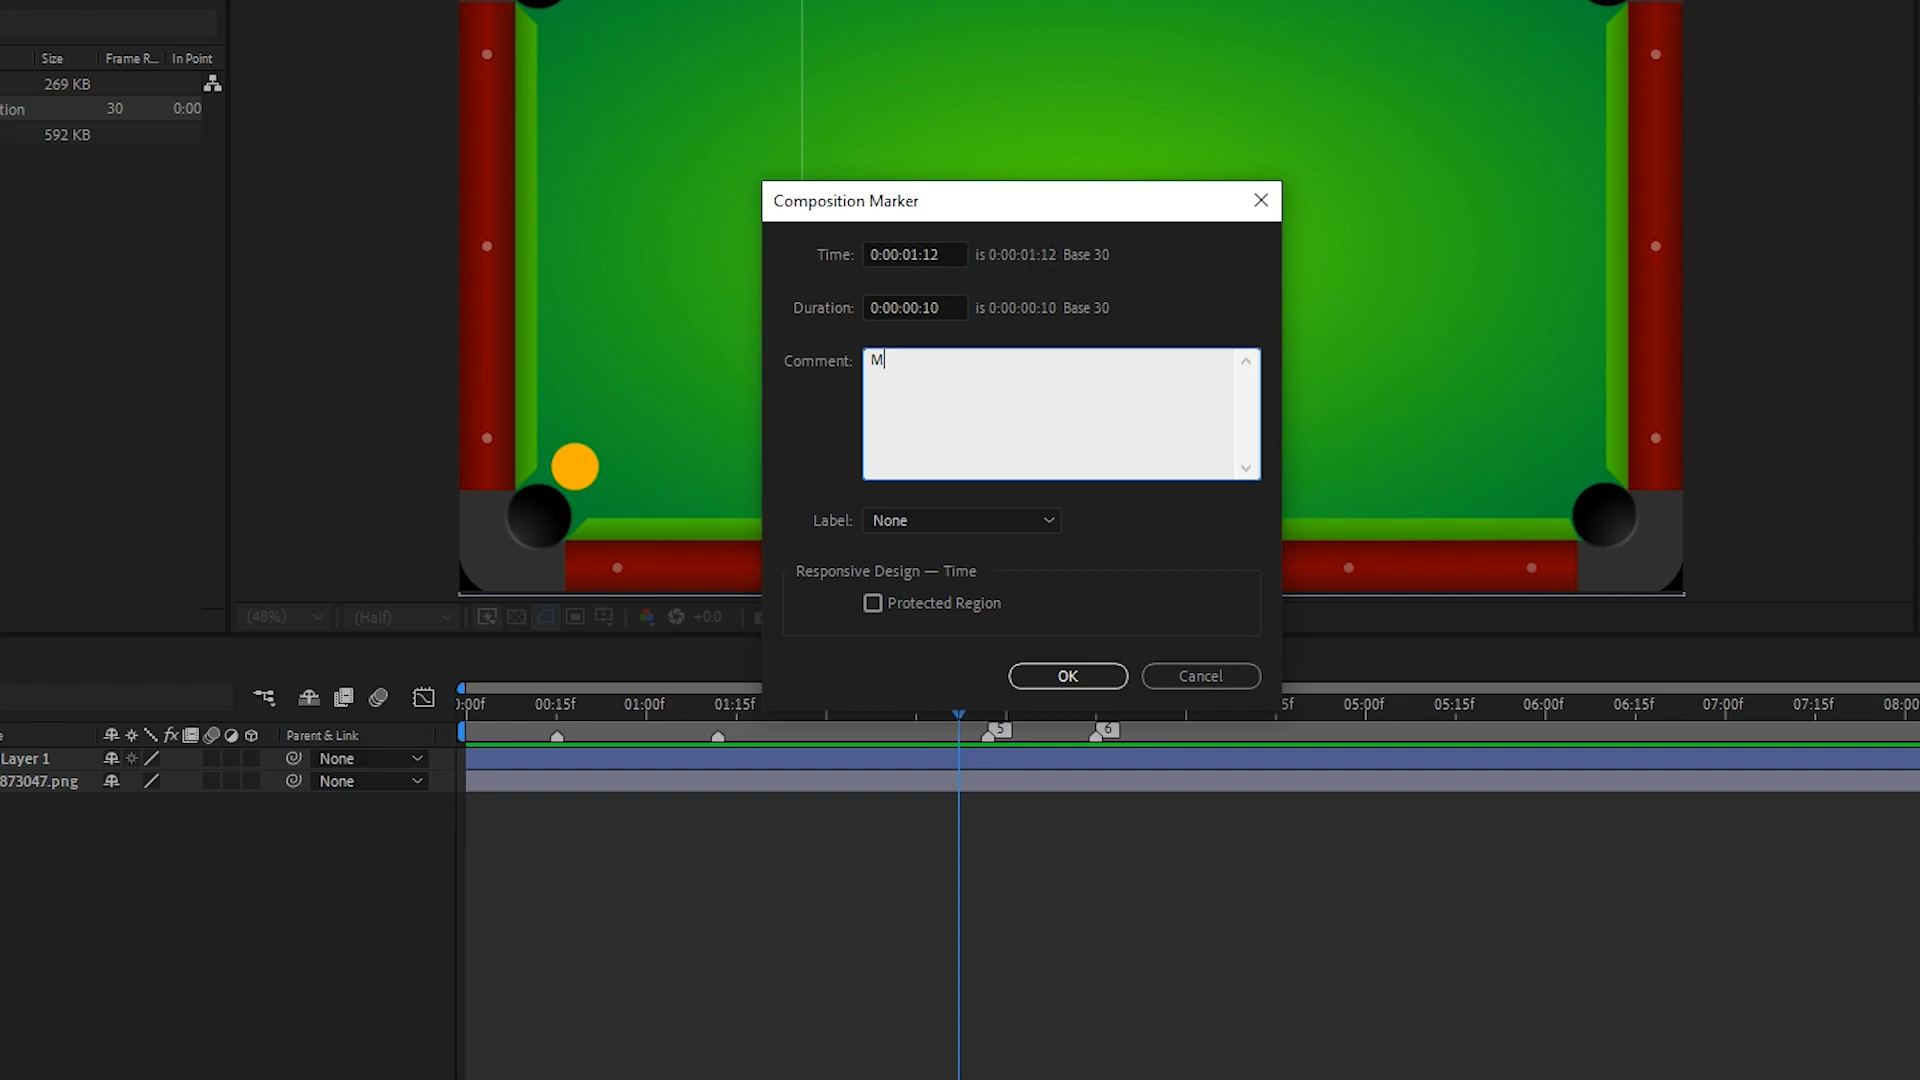 Size Frame R... In Point
269 KB
tion 30 0:00
592 KB
Composition Marker
Time: 0:00:01:12 is 0:00:01:12 Base 30
Duration: 0:00:00:10 is 0:00:00:10 Base 30
Comment: M
Label: None
Responsive Design — Time
Protected Region
OK Cancel
(48%) (Half) +0.0
0:00f 00:15f 01:00f 01:15f 5f 05:00f 05:15f 06:00f 06:15f 07:00f 07:15f 08:00
e fx Parent & Link 5 6
Layer 1 None
873047.png None